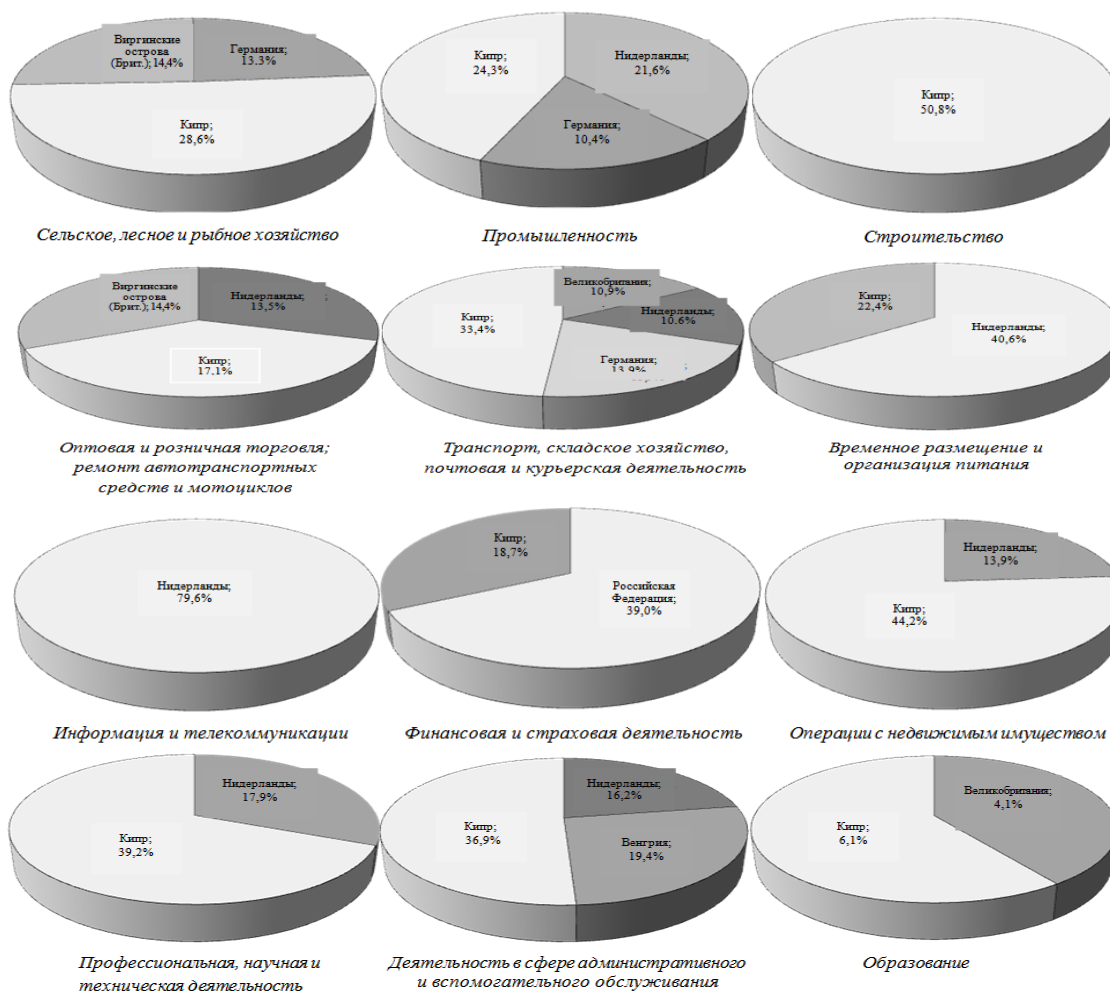 Виргинские
острова
(Брит.); 14,4%
Германия;
13.3%
Кипр;
28,6%
Сельское, лесное и рыбное хозяйство
Кипр;
24,3%
Нидерланды;
21,6%
Германия;
10,4%
Промышленность
Кипр;
50,8%
Строительство
Виргинские
острова
(Брит.); 14,4%
Нидерланды;
13,5%
Кипр;
17,1%
Оптовая и розничная торговля;
ремонт автотранспортных
средств и мотоциклов
Великобритания;
10,9%
Кипр;
33,4%
Нидерланды;
10.6%
Германия;
13,9%
Транспорт, складское хозяйство,
почтовая и курьерская деятельность
Кипр;
22,4%
Нидерланды;
40,6%
Временное размещение и
организация питания
Нидерланды;
79,6%
Информация и телекоммуникации
Кипр;
18,7%
Российская
Федерация;
39,0%
Финансовая и страховая деятельность
Нидерланды;
13,9%
Кипр;
44,2%
Операции с недвижимым имуществом
Нидерланды;
17,9%
Кипр;
39,2%
Профессиональная, научная и
техническая деятельность
Нидерланды;
16,2%
Кипр;
36,9%
Венгрия;
19,4%
Деятельность в сфере административного
и вспомогательного обслуживания
Великобритания;
4,1%
Кипр;
6,1%
Образование